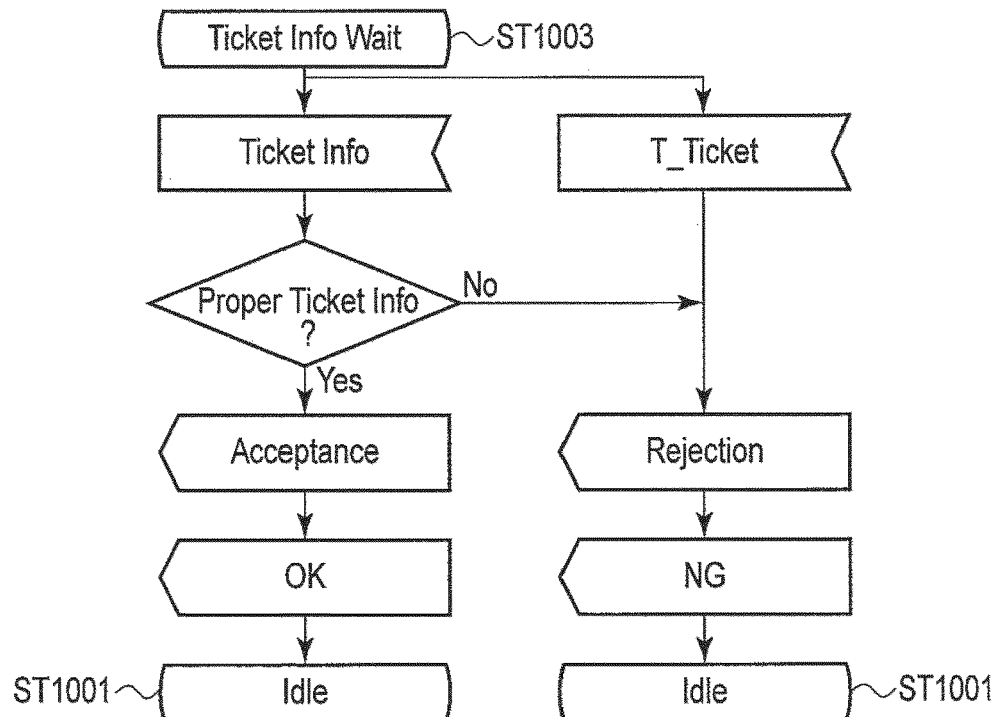 Ticket Info Wait
ST1003
Ticket Info
T_Ticket
Proper Ticket Info
?
No
Yes
Acceptance
Rejection
OK
NG
ST1001
Idle
Idle
ST1001